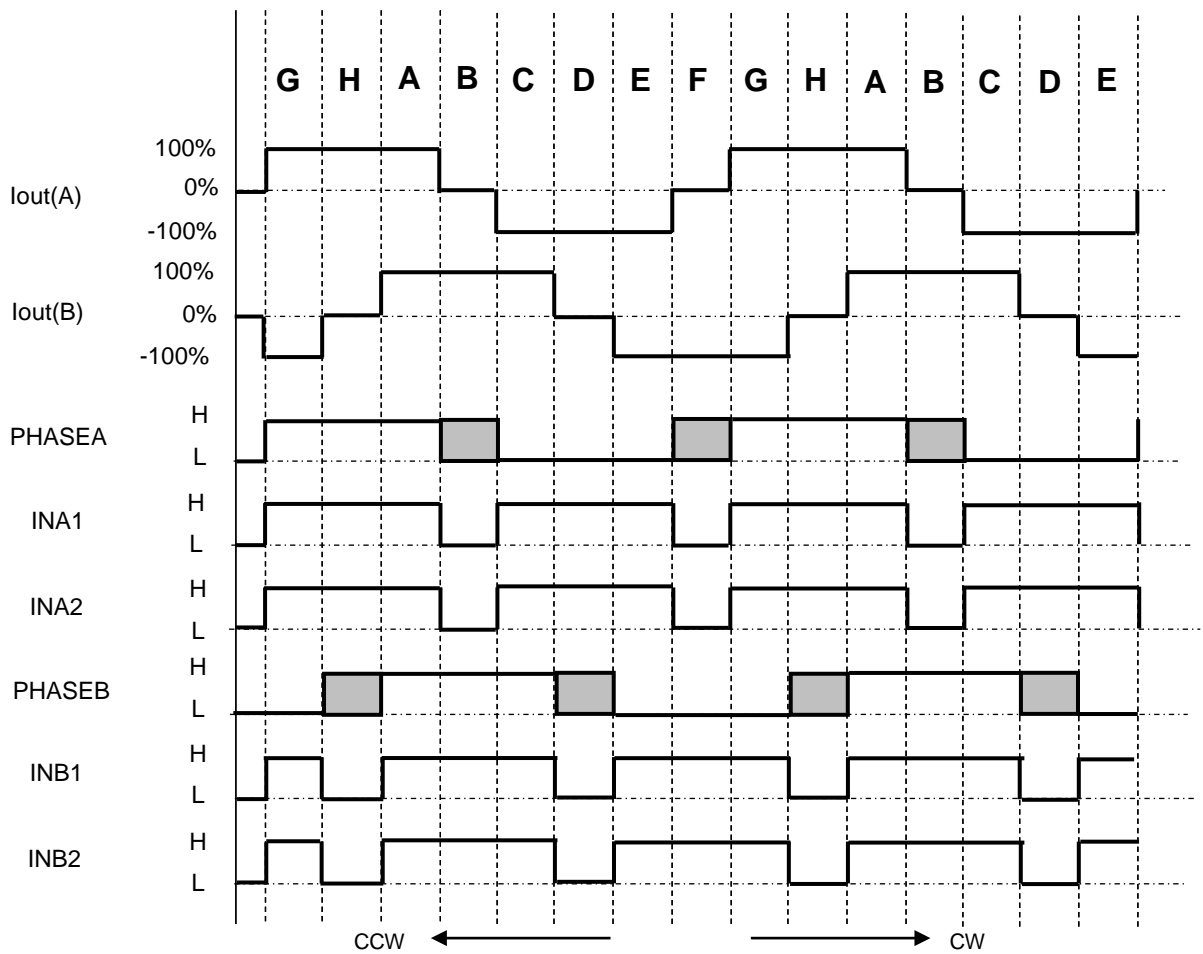 G H A B C D E F G H A B C D E
100%
Iout(A) 0%
-100%
100%
Iout(B) 0%
-100%
H
PHASEA
L
H
INA1
L
H
INA2
L
H
PHASEB
L
H
INB1
L
H
INB2
L
CCW CW